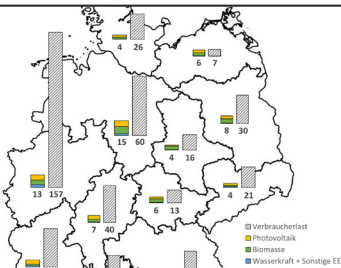 4 26
6 7
15 60
8 30
4 16
13 157
4 21
6 13
7 40
Verbraucherlast
Photovoltaik
Biomasse
Wasserkraft + Sonstige EE